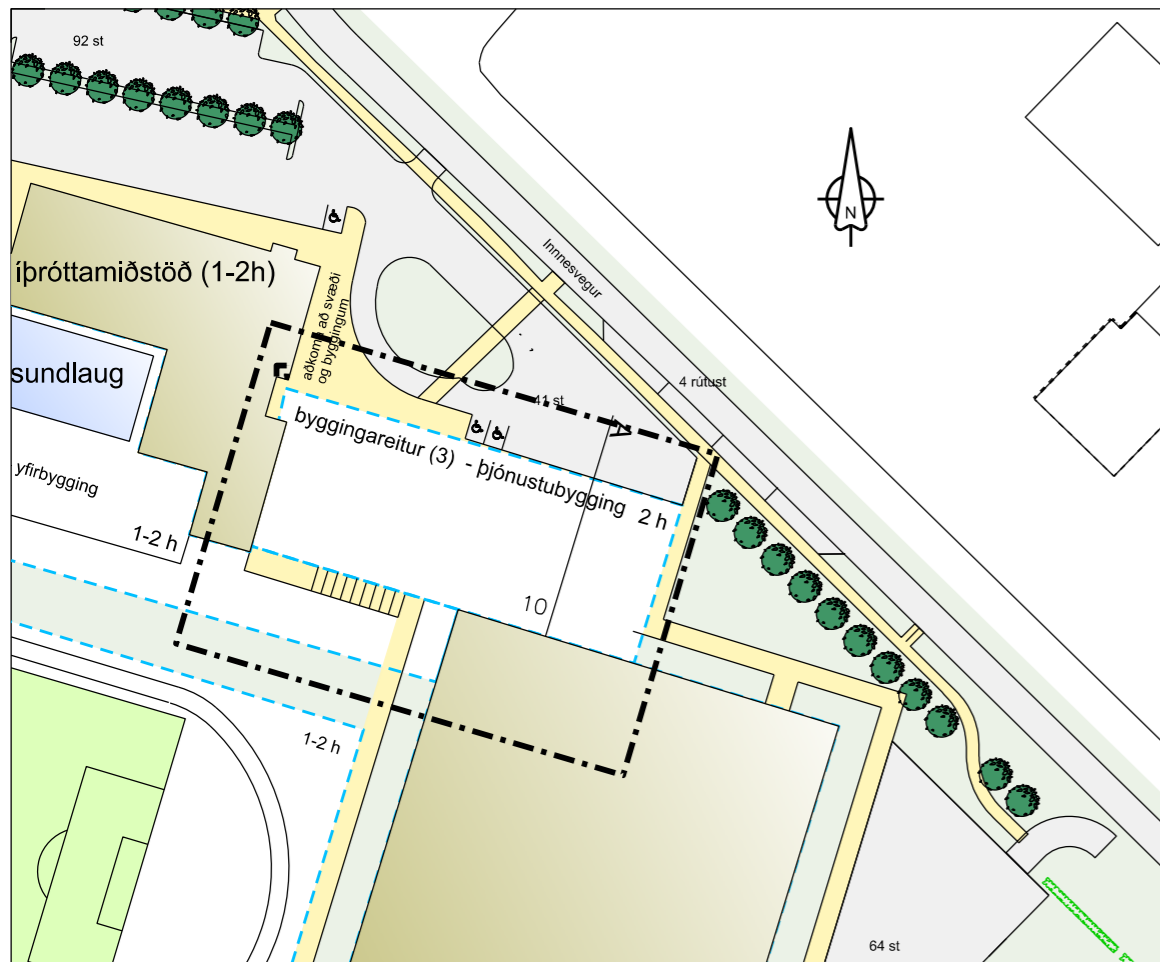 92 st
N
Innnesvegur
íþróttamiðstöð (1-2h)
aðkoma að svæði
og byggingum
sundlaug
4 rútust
41 st
byggingareitur (3) - þjónustubygging 2 h
yfirbygging
1-2 h
10
1-2 h
64 st